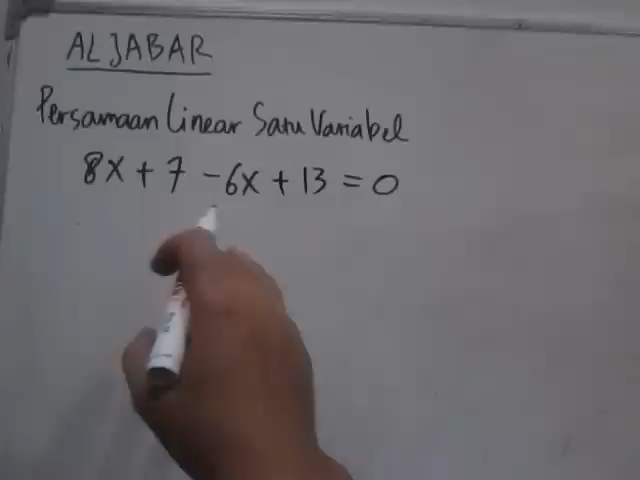 ALJABAR
Persamaan Linear Satu Variabel
8x + 7 - 6x + 13 = 0